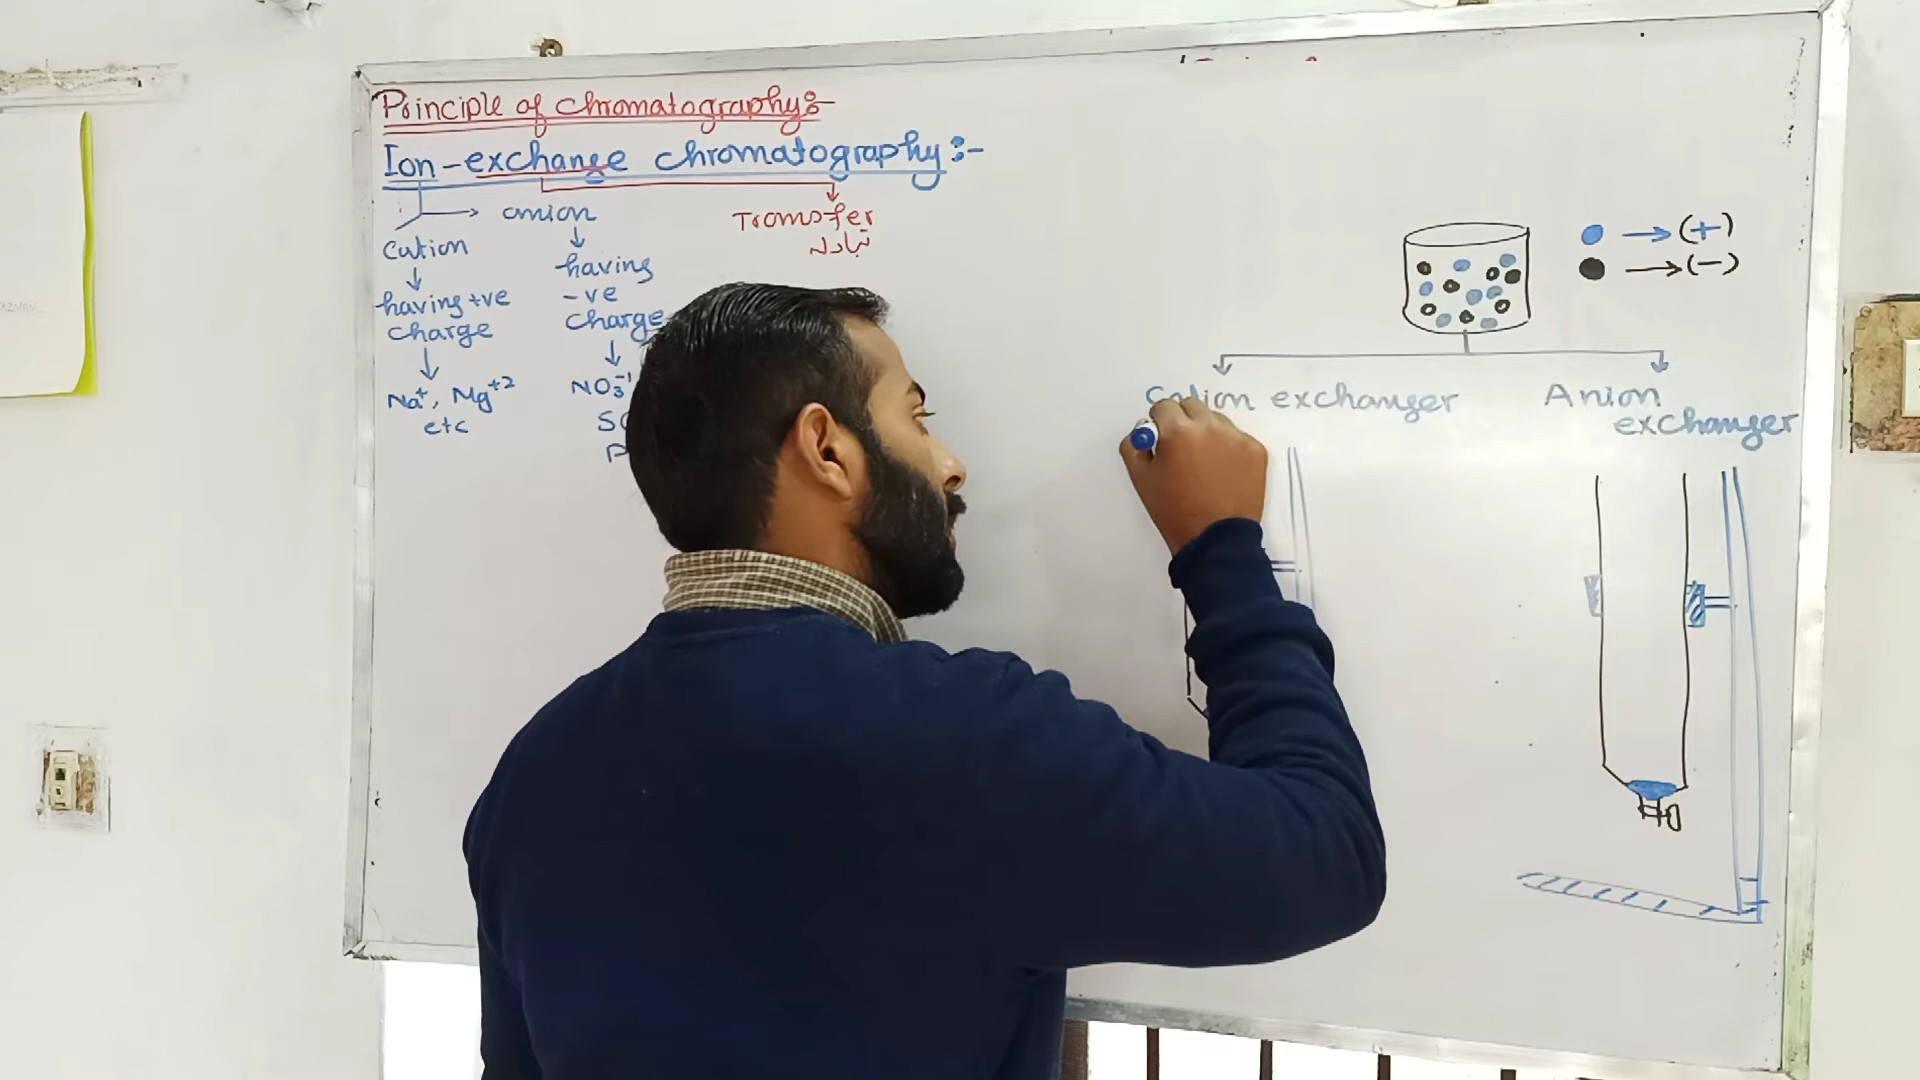 Principle of chromatography:-
Ion-exchange chromatography:-
anion
Cation
Transfer
تبادلہ
having +ve
charge
having
-ve
charge
Na⁺, Mg⁺²
etc
NO₃⁻¹
(+)
(-)
Cation exchanger
Anion
exchanger